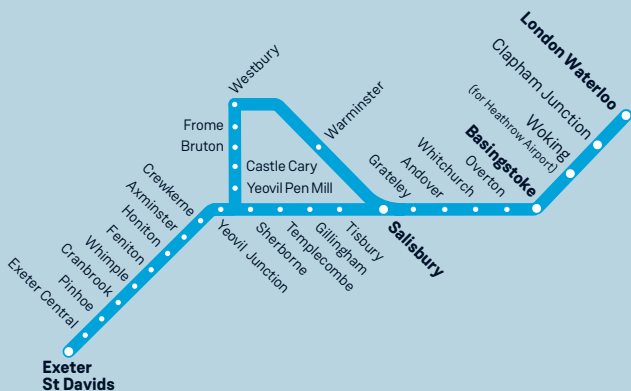 London Waterloo
Clapham Junction
Woking
(for Heathrow Airport)
Basingstoke
Overton
Whitchurch
Andover
Grateley
Salisbury
Warminster
Westbury
Frome
Bruton
Castle Cary
Yeovil Pen Mill
Tisbury
Gillingham
Templecombe
Sherborne
Yeovil Junction
Crewkerne
Axminster
Honiton
Feniton
Whimple
Cranbrook
Pinhoe
Exeter Central
Exeter
St Davids